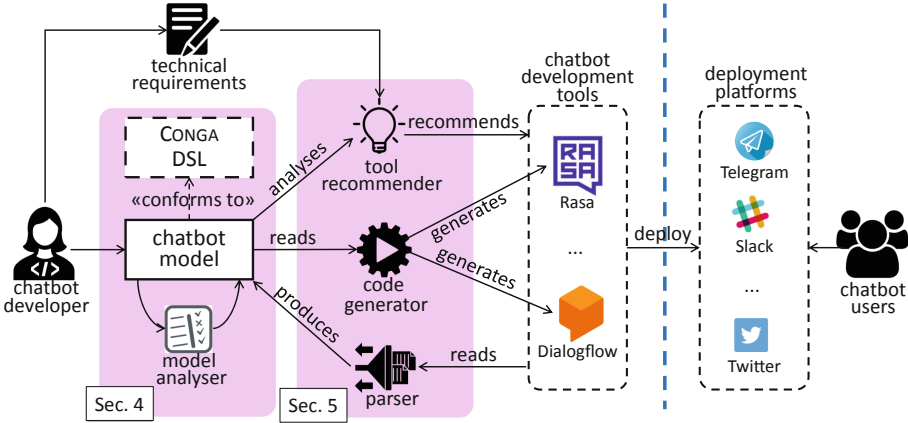 technical
requirements
chatbot
development
tools
deployment
platforms
CONGA
DSL
«conforms to»
analyses
tool
recommender
recommends
RASA
Rasa
Telegram
chatbot
developer
</>
chatbot
model
reads
code
generator
generates
generates
...
deploy
Slack
...
chatbot
users
produces
model
analyser
Dialogflow
Twitter
reads
parser
Sec. 4
Sec. 5